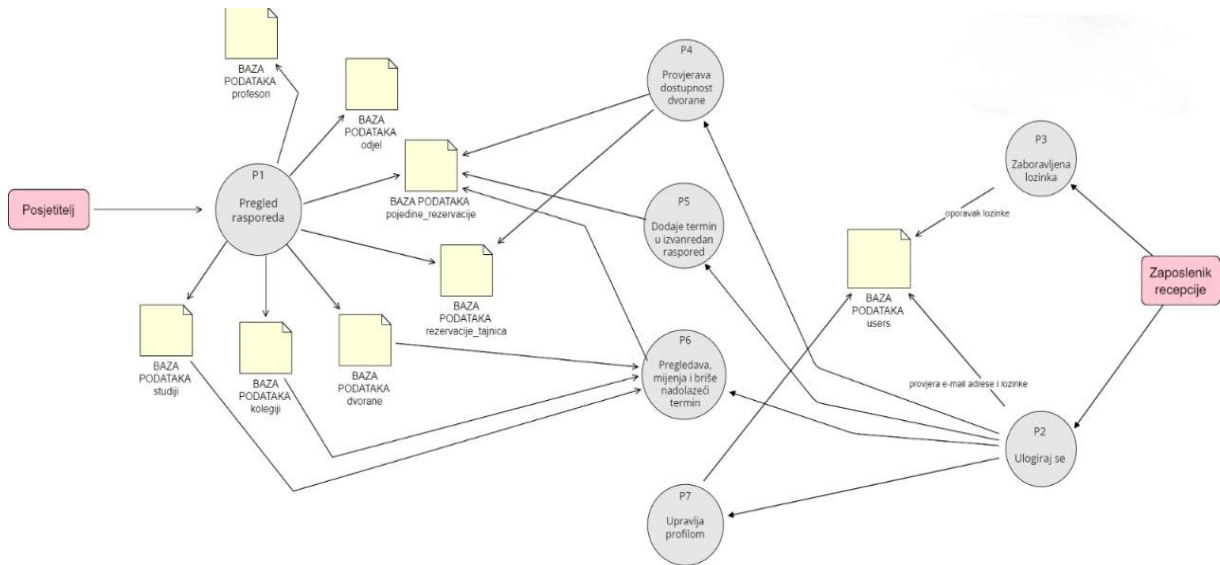 BAZA
PODATAKA
profesori
BAZA
PODATAKA
odjel
P4
Provjerava
dostupnost
dvorane
P3
Zaboravljena
lozinka
P1
Pregled
rasporeda
Posjetitelj
BAZA PODATAKA
pojedine_rezervacije
P5
Dodaje termin
u izvanredan
raspored
oporavak lozinke
BAZA
PODATAKA
users
Zaposlenik
recepcije
BAZA
PODATAKA
rezervacije_tajnica
BAZA
PODATAKA
studiji
BAZA
PODATAKA
kolegiji
BAZA
PODATAKA
dvorane
P6
Pregledava,
mijenja i briše
nadolazeći
termin
provjera e-mail adrese i lozinke
P2
Ulogiraj se
P7
Upravlja
profilom